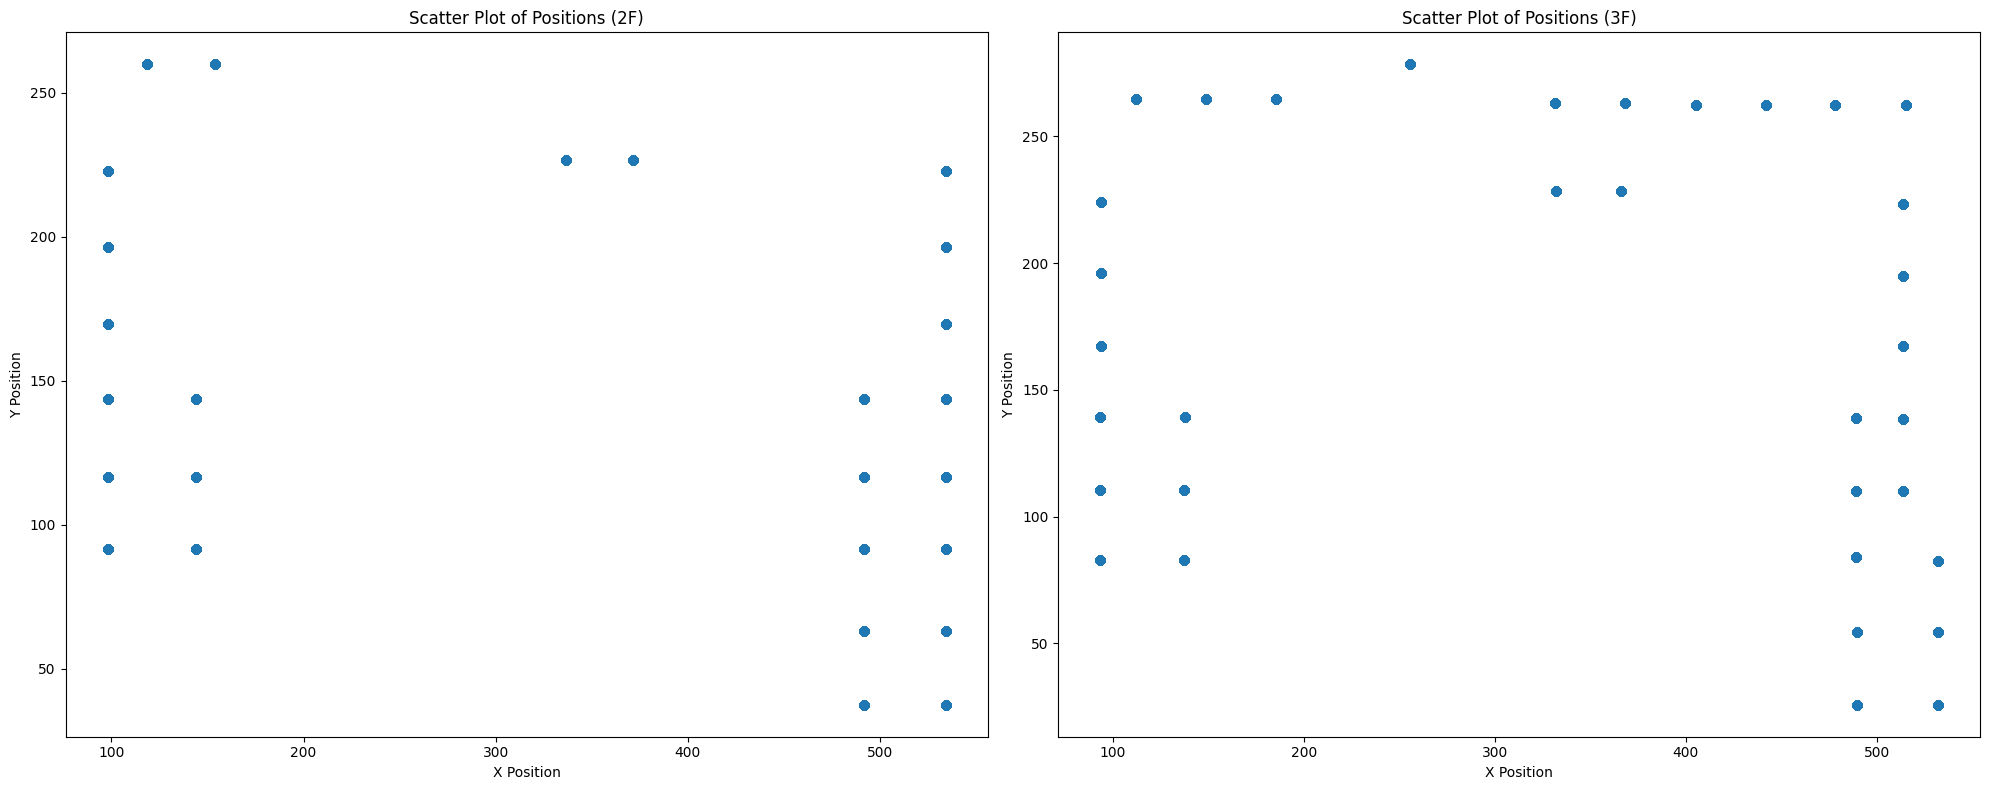 Scatter Plot of Positions (2F)
250
200
150
100
50
Y Position
100 200 300 400 500
X Position
Scatter Plot of Positions (3F)
250
200
150
100
50
Y Position
100 200 300 400 500
X Position